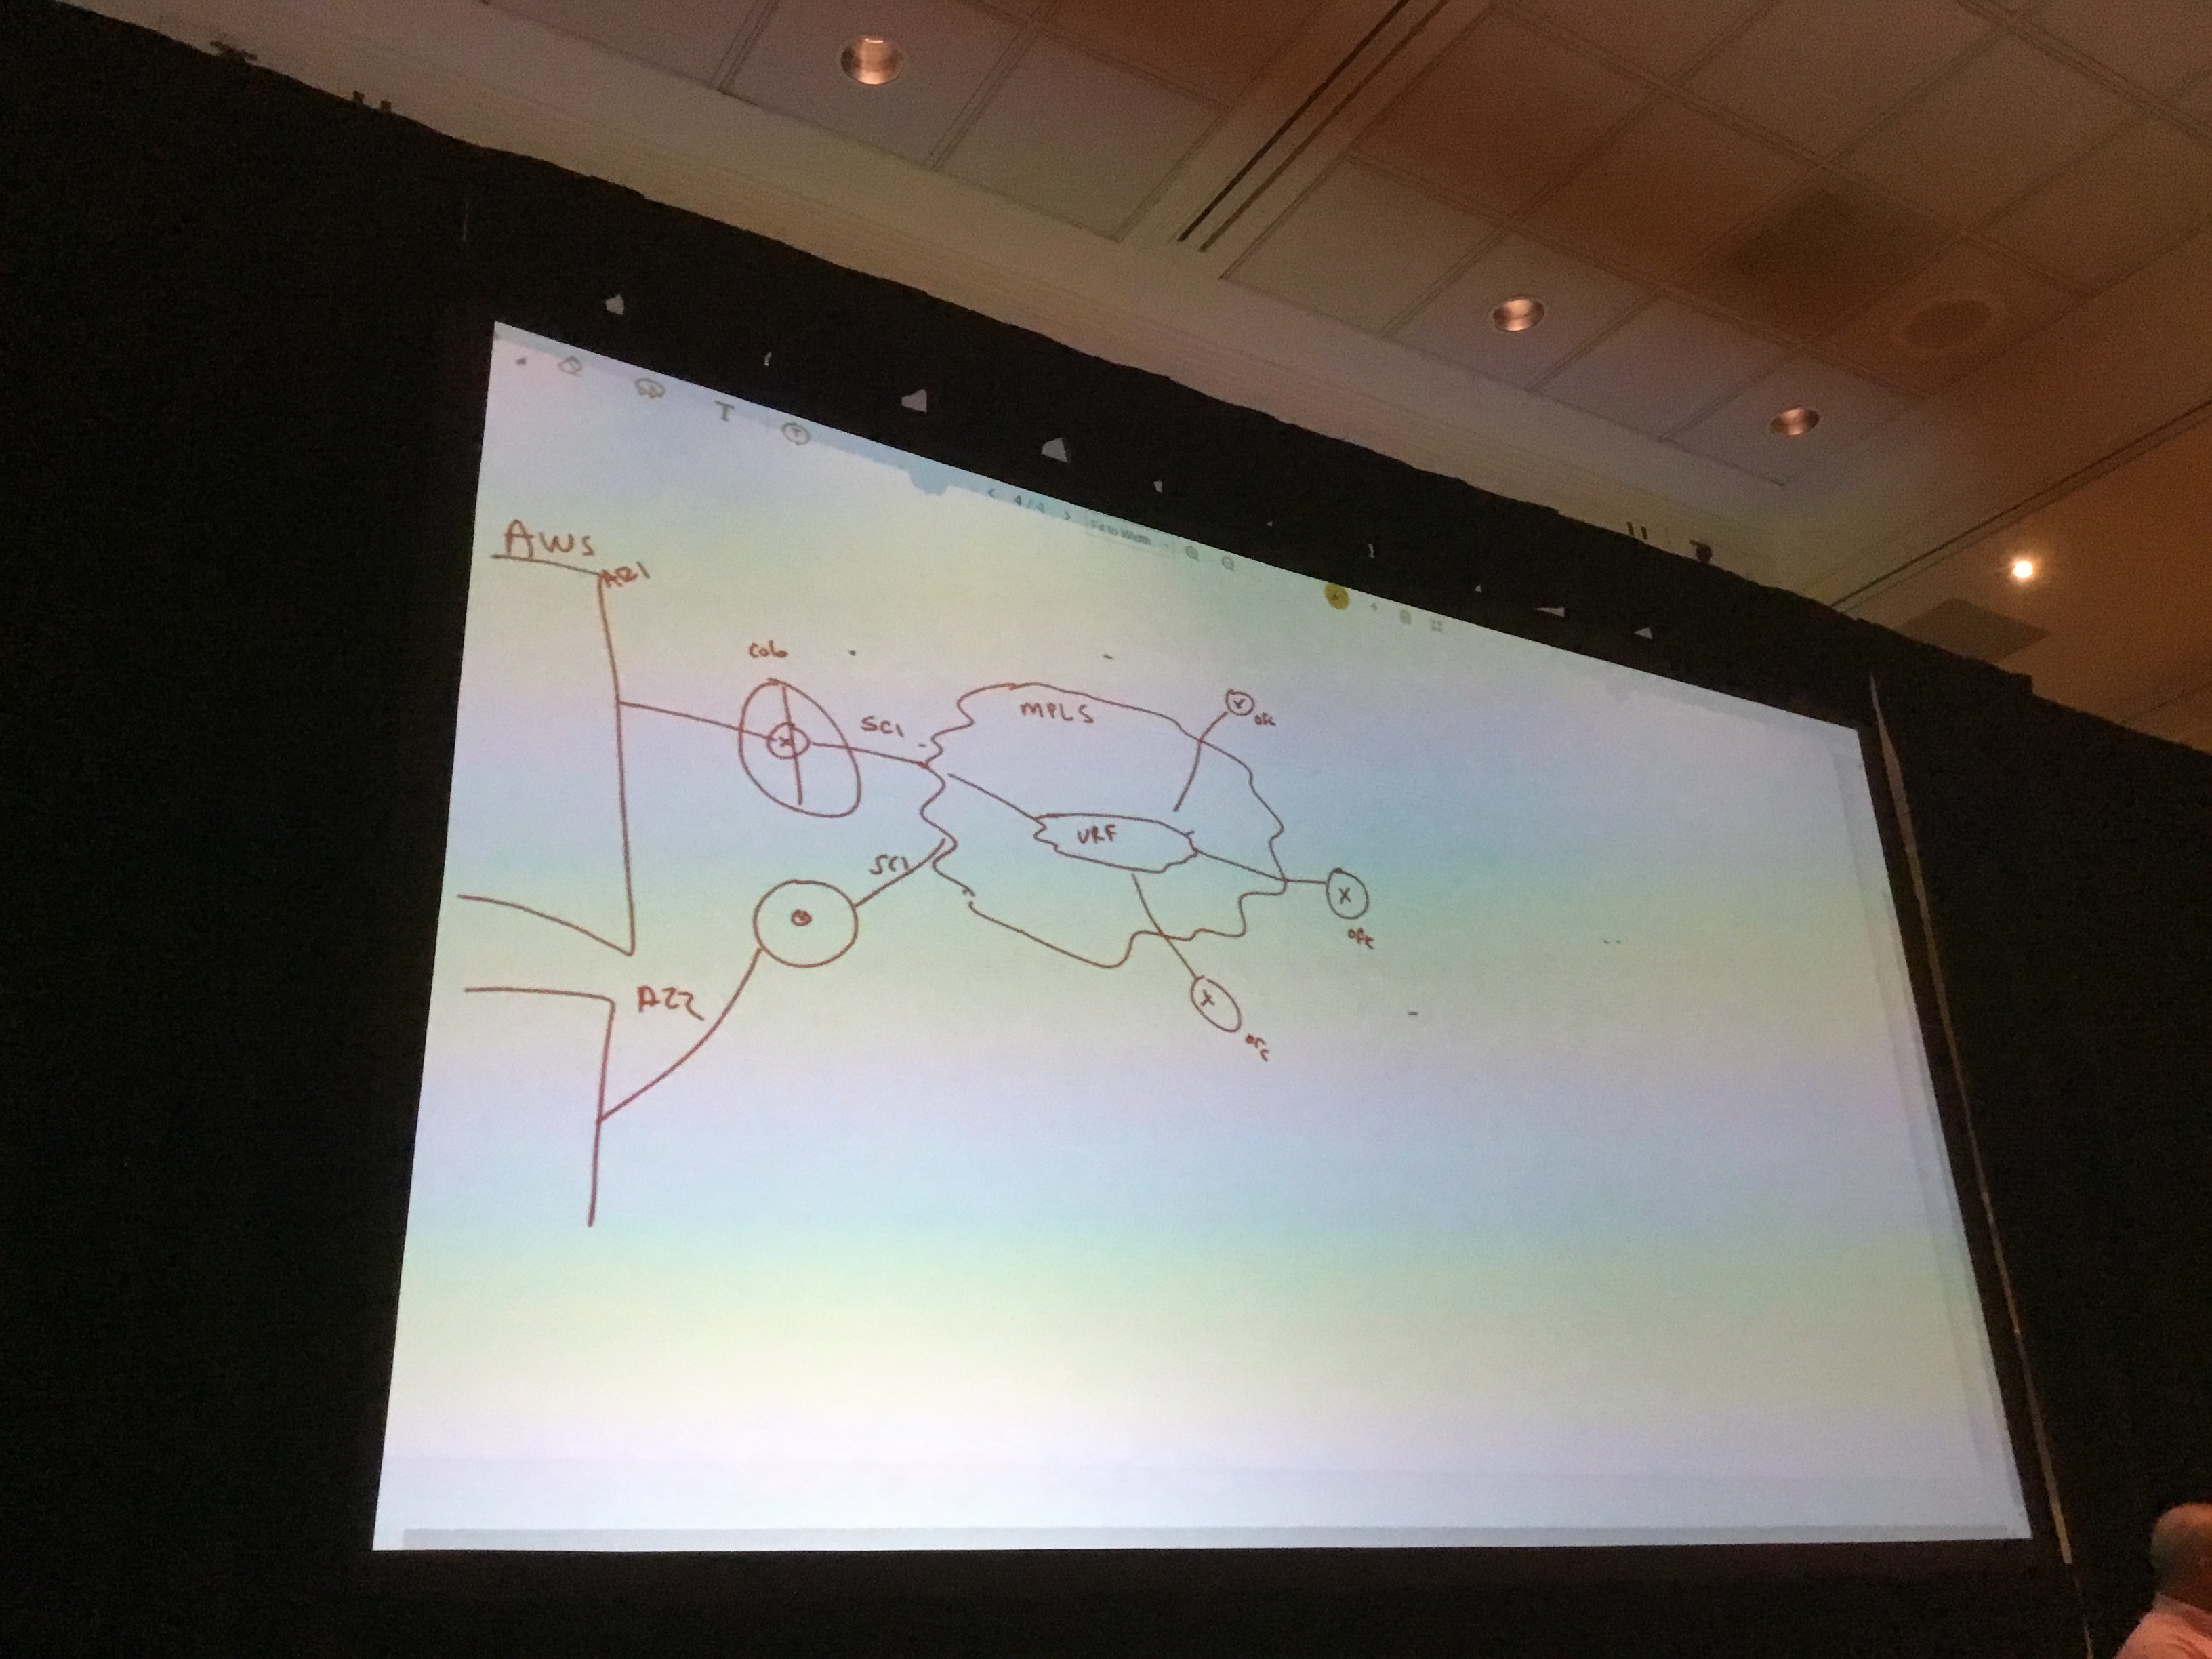 T
4/4
Fit to Width
AWS
AZ1
Colo
SC1
MPLS
ofc
VRF
SC1
ofc
AZ2
ofc